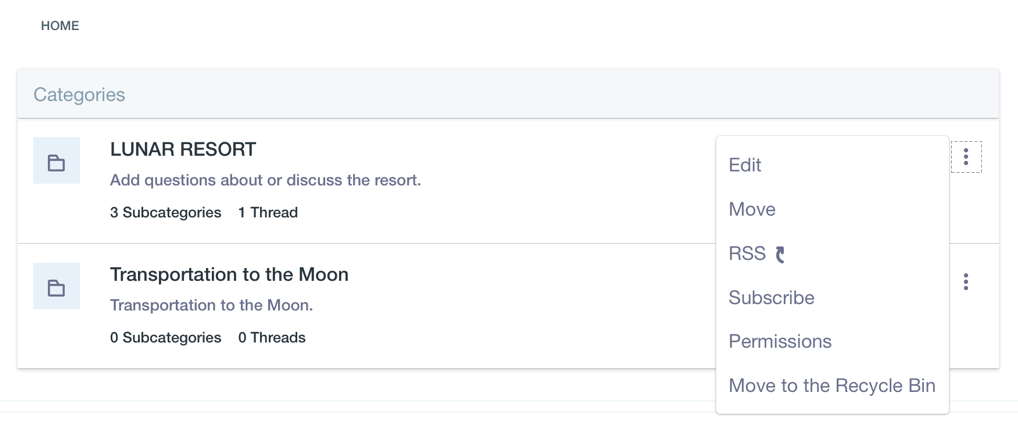 HOME
Categories
LUNAR RESORT
Add questions about or discuss the resort.
3 Subcategories 1 Thread
Transportation to the Moon
Transportation to the Moon.
0 Subcategories 0 Threads
Edit
Move
RSS
Subscribe
Permissions
Move to the Recycle Bin